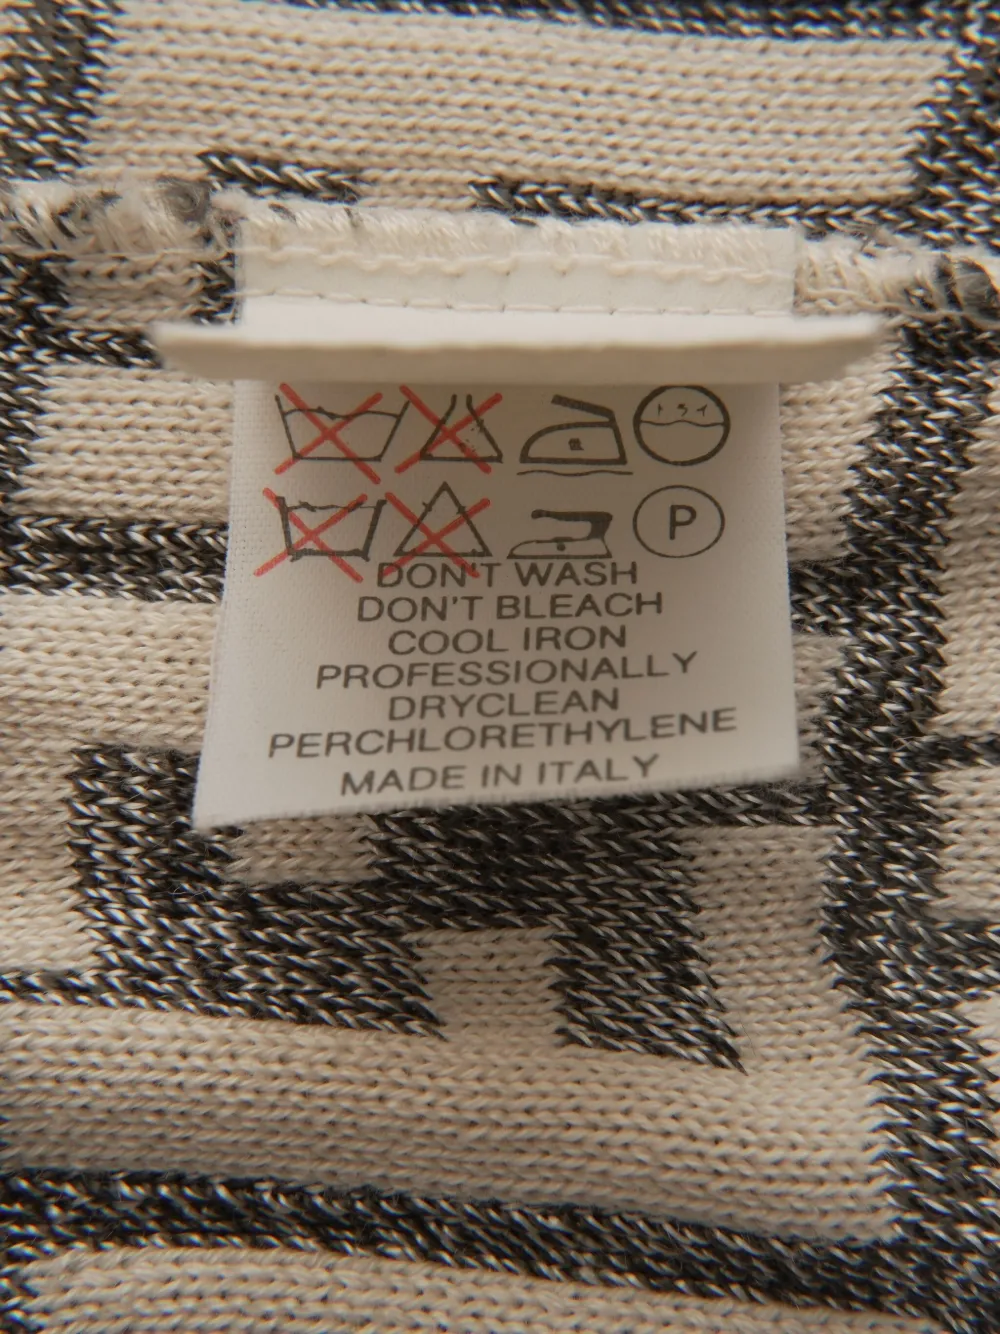 ドライ
P
DON'T WASH
DON'T BLEACH
COOL IRON
PROFESSIONALLY
DRYCLEAN
PERCHLORETHYLENE
MADE IN ITALY